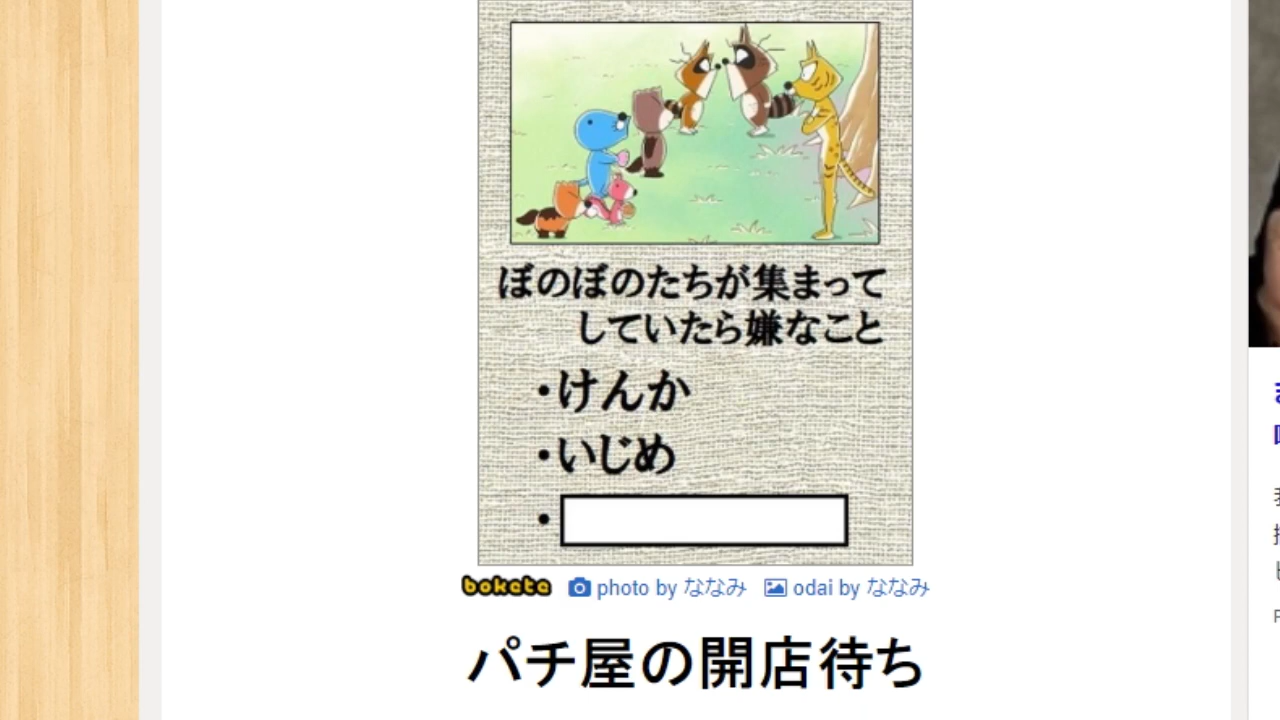 ぼのぼのたちが集まって
していたら嫌なこと
・けんか
・いじめ
・
bokete photo by ななみ odai by ななみ
パチ屋の開店待ち